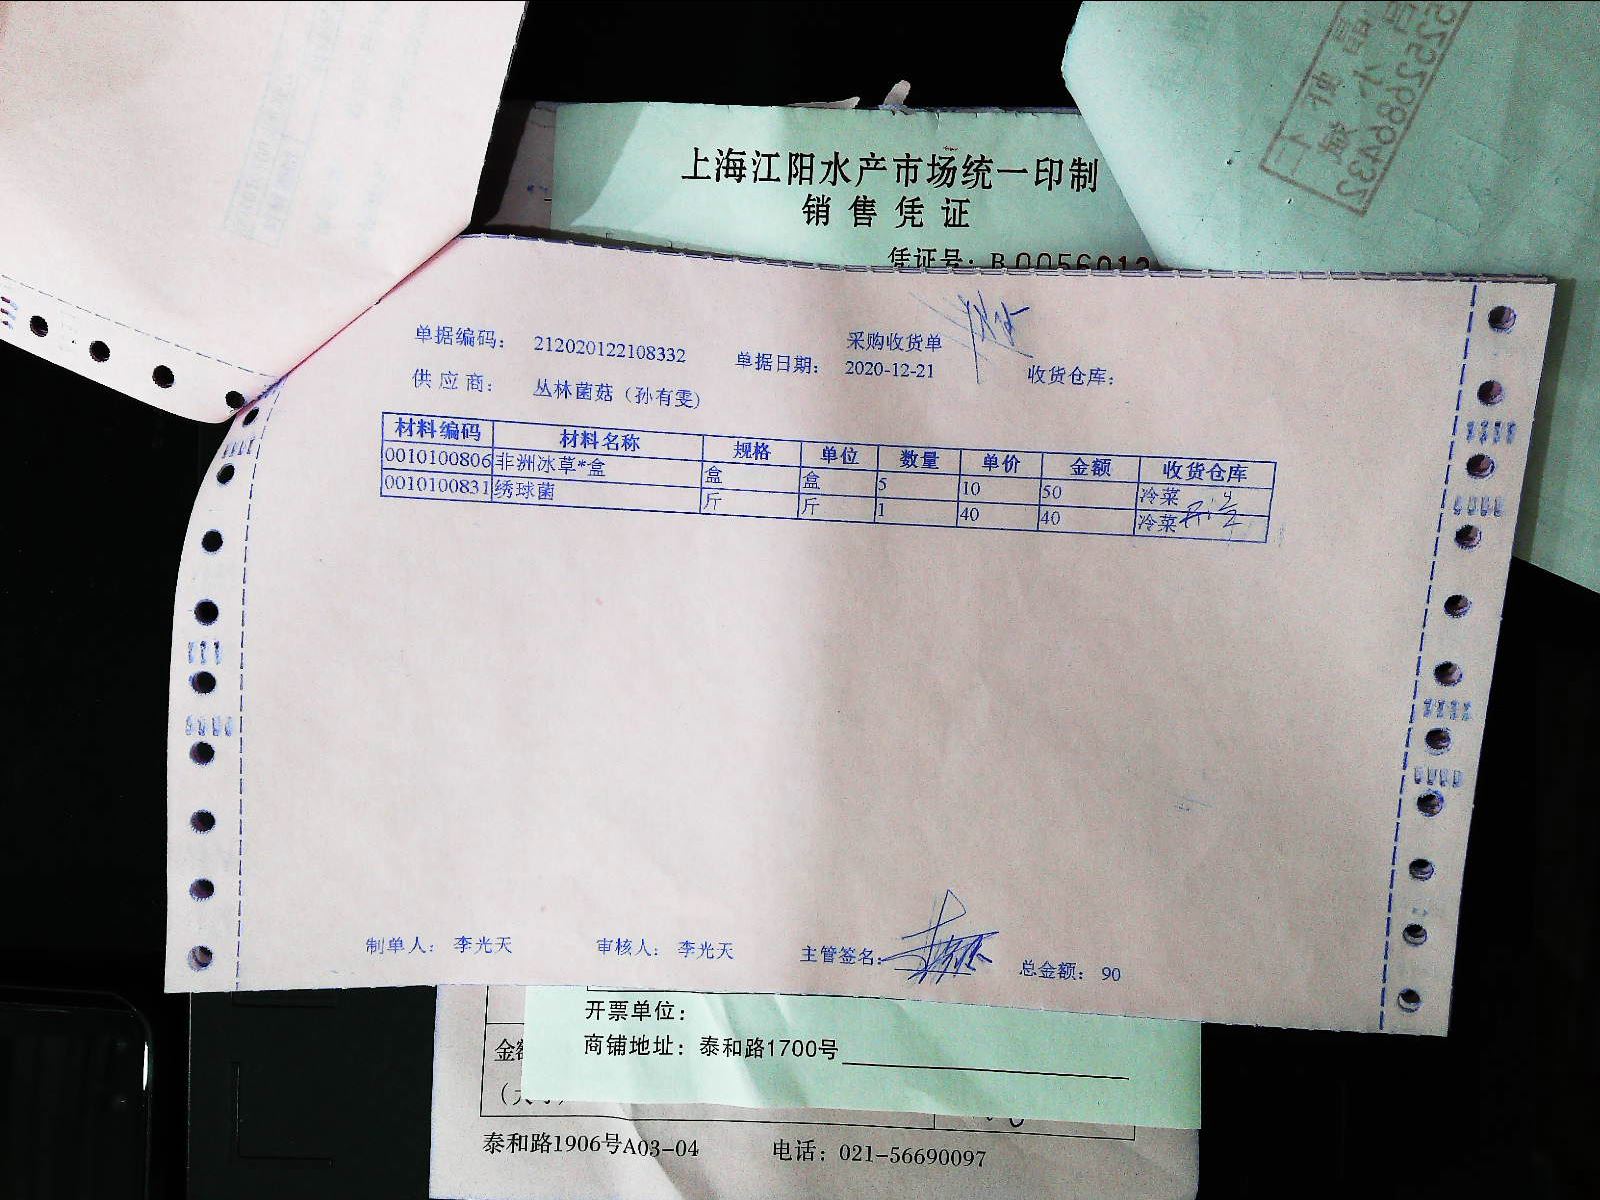 上海江阳水产市场统一印制
销售凭证
凭证号：B 0056012
采购收货单
单据编码： 212020122108332 单据日期： 2020-12-21 收货仓库：
供应商： 丛林菌菇（孙有雯）
材料编码 材料名称 规格 单位 数量 单价 金额 收货仓库
0010100806 非洲冰草*盒 盒 盒 5 10 50 冷菜
0010100831 绣球菌 斤 斤 1 40 40 冷菜
制单人： 李光天 审核人： 李光天 主管签名： 总金额： 90
开票单位：
商铺地址：泰和路1700号
金额
泰和路1906号A03-04 电话：021-56690097